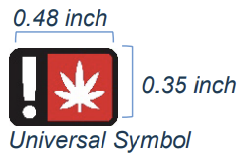 0.48 inch
!
0.35 inch
Universal Symbol